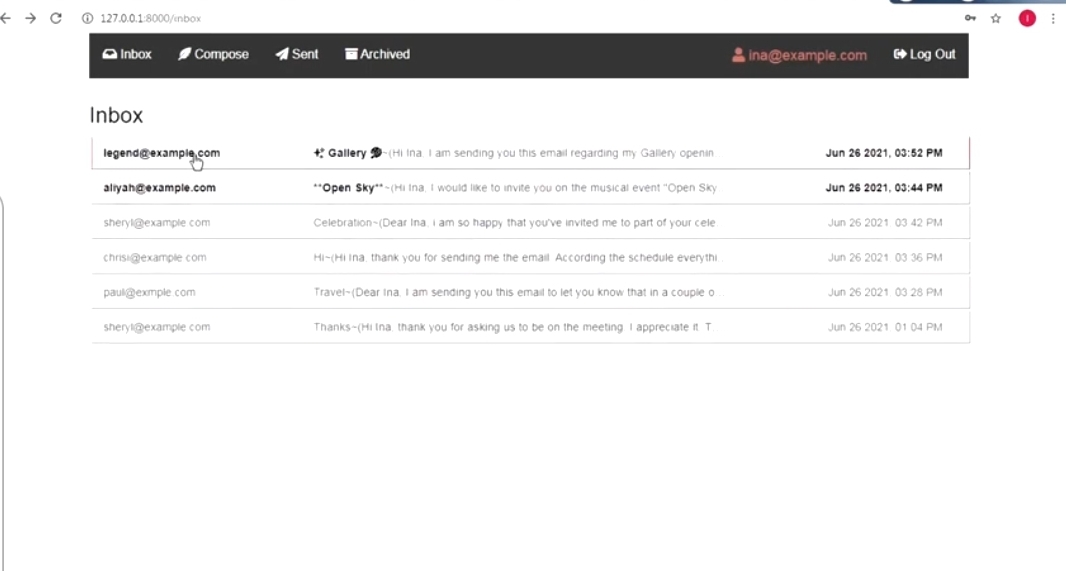 127.0.0.1:8000/inbox
I
Inbox Compose Sent Archived ina@example.com Log Out
Inbox
legend@example.com Gallery ~(Hi Ina. I am sending you this email regarding my Gallery openin Jun 26 2021, 03:52 PM
aliyah@example.com **Open Sky**~(Hi Ina. I would like to invite you on the musical event "Open Sky Jun 26 2021, 03:44 PM
sheryl@example.com Celebration~(Dear Ina, i am so happy that you've invited me to part of your cele Jun 26 2021, 03:42 PM
chrisi@example.com Hi~(Hi Ina, thank you for sending me the email. According the schedule everythi... Jun 26 2021, 03:36 PM
paul@exmple.com Travel~(Dear Ina, I am sending you this email to let you know that in a couple o... Jun 26 2021, 03:28 PM
sheryl@example.com Thanks~(Hi Ina, thank you for asking us to be on the meeting. I appreciate it. T... Jun 26 2021, 01:04 PM